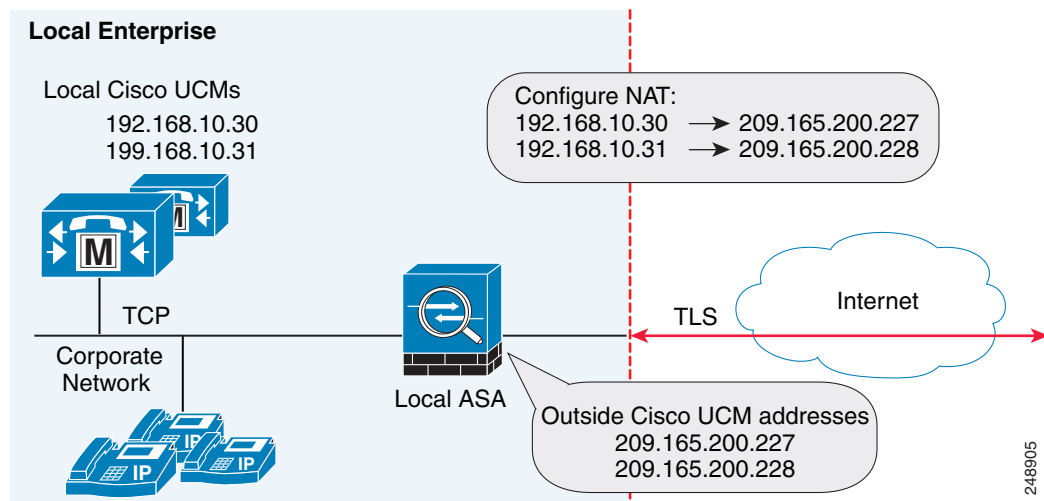 Local Enterprise
Local Cisco UCMs
192.168.10.30
199.168.10.31
Configure NAT:
192.168.10.30 → 209.165.200.227
192.168.10.31 → 209.165.200.228
M
M
TCP
Corporate
Network
IP
IP
IP
Local ASA
TLS
Internet
Outside Cisco UCM addresses
209.165.200.227
209.165.200.228
248905